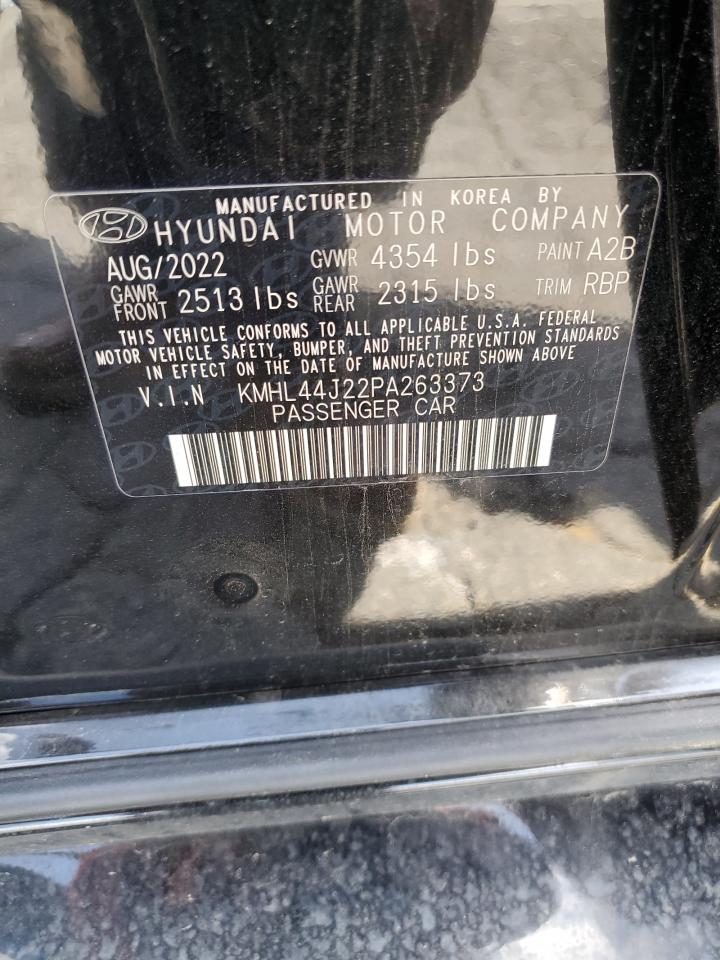 MANUFACTURED IN KOREA BY
HYUNDAI MOTOR COMPANY
AUG/2022 GVWR 4354 lbs PAINT A2B
GAWR FRONT 2513 lbs GAWR REAR 2315 lbs TRIM RBP
THIS VEHICLE CONFORMS TO ALL APPLICABLE U.S.A. FEDERAL
MOTOR VEHICLE SAFETY, BUMPER, AND THEFT PREVENTION STANDARDS
IN EFFECT ON THE DATE OF MANUFACTURE SHOWN ABOVE
V.I.N KMHL44J22PA263373
PASSENGER CAR